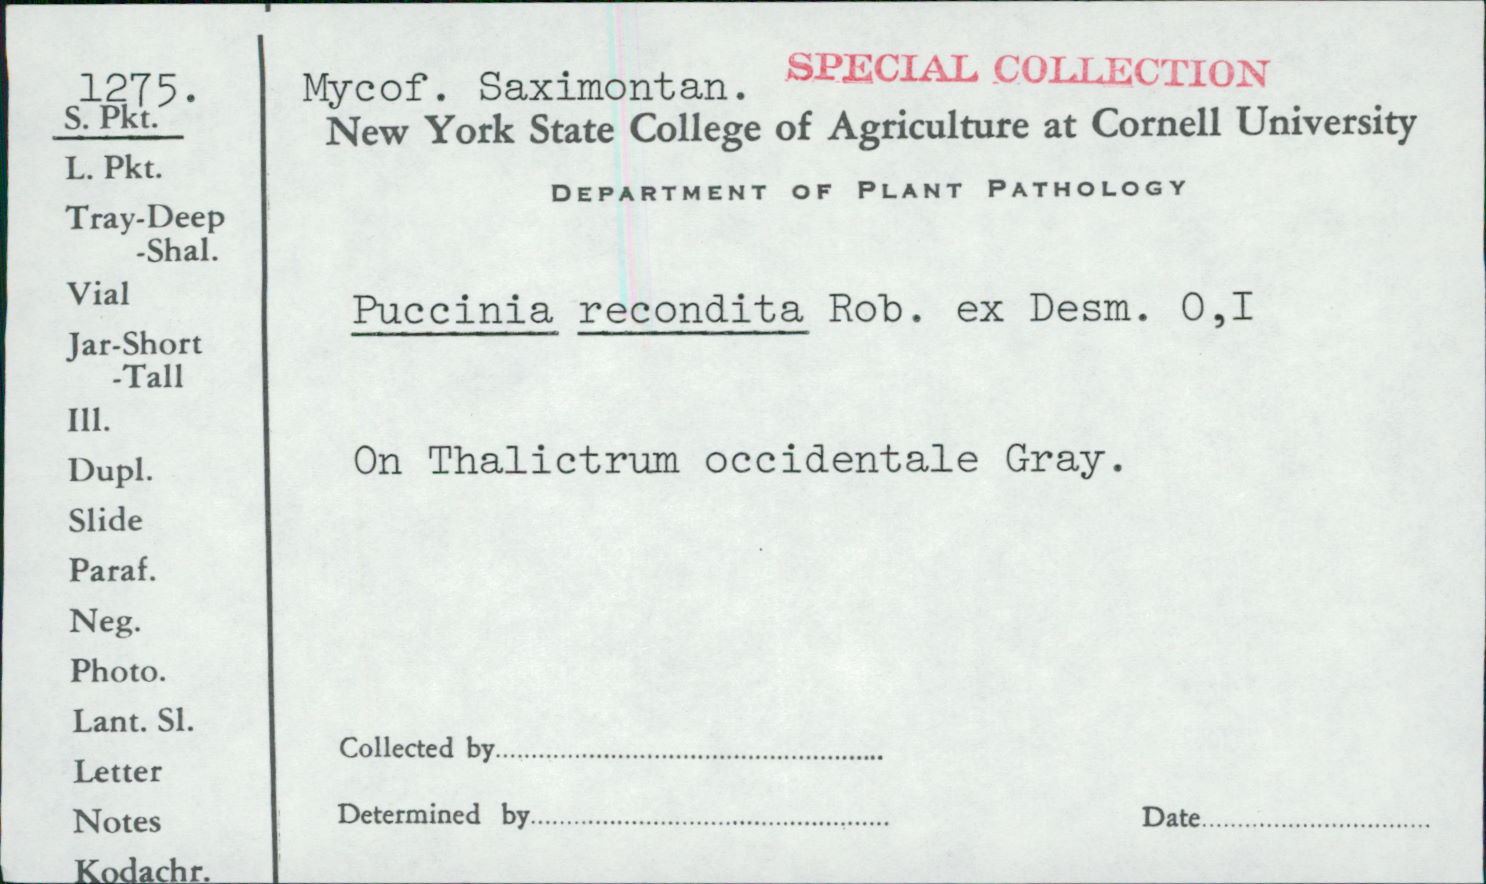 1275.
S. Pkt.
L. Pkt.
Tray-Deep
-Shal.
Vial
Jar-Short
-Tall
Ill.
Dupl.
Slide
Paraf.
Neg.
Photo.
Lant. Sl.
Letter
Notes
Kodachr.
Mycof. Saximontan. SPECIAL COLLECTION
New York State College of Agriculture at Cornell University
DEPARTMENT OF PLANT PATHOLOGY
Puccinia recondita Rob. ex Desm. O,I
On Thalictrum occidentale Gray.
Collected by
Determined by Date